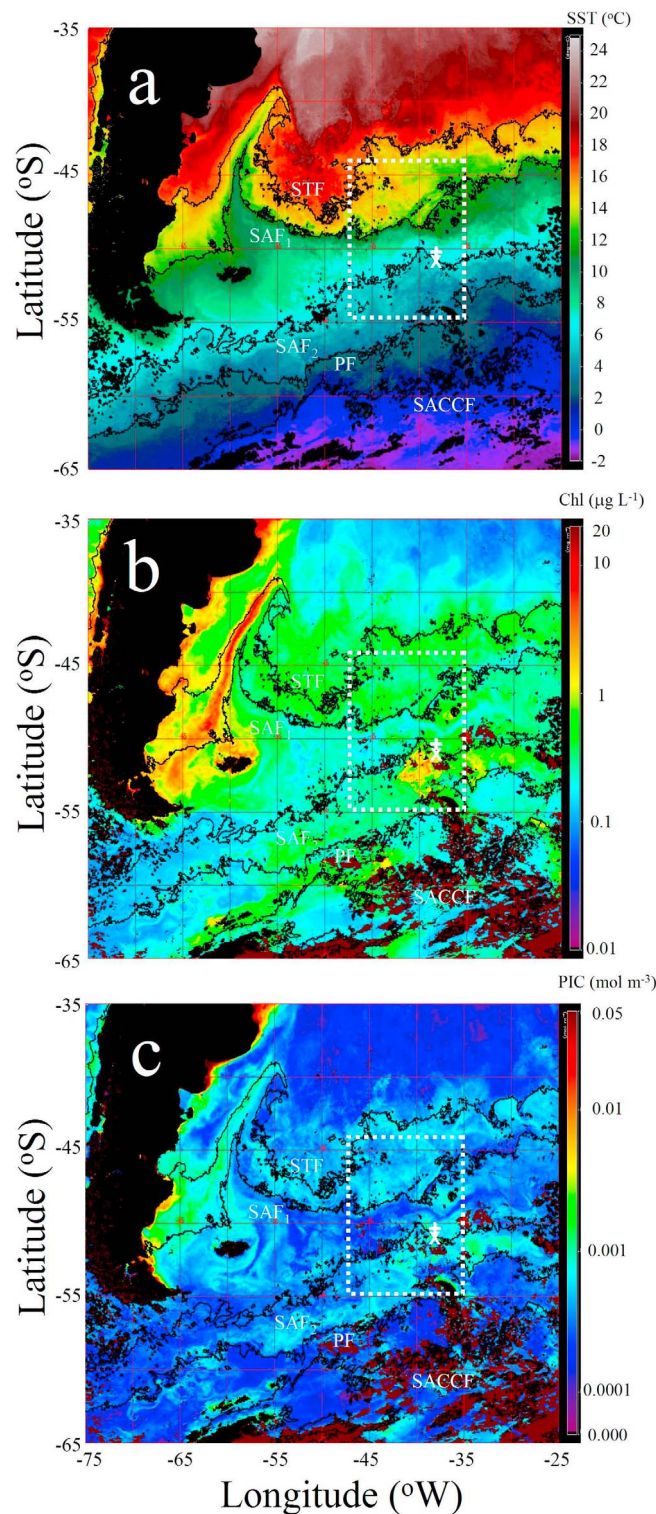 SST (°C)
-35
-45
-55
-65
Latitude (°S)
a
STF
SAF₁
SAF₂
PF
SACCF
24
22
20
18
16
14
12
10
8
6
4
2
0
-2
Chl (µg L⁻¹)
-35
-45
-55
-65
Latitude (°S)
b
STF
SAF₁
SAF₂
PF
SACCF
20
10
1
0.1
0.01
PIC (mol m⁻³)
-35
-45
-55
-65
Latitude (°S)
c
STF
SAF₁
SAF₂
PF
SACCF
0.05
0.01
0.001
0.0001
0.000
-75 -65 -55 -45 -35 -25
Longitude (°W)